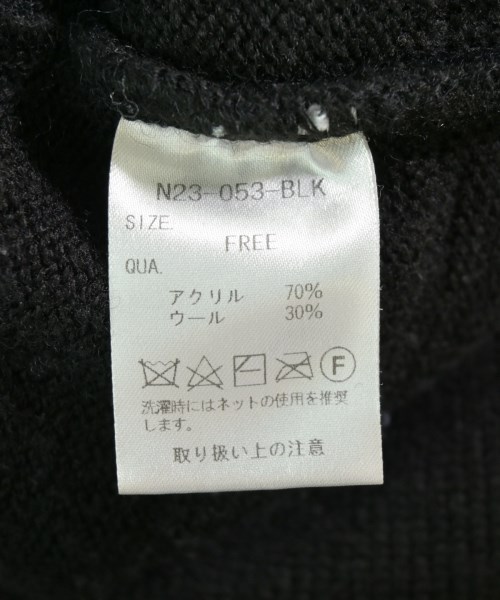 N23-053-BLK
SIZE.
FREE
QUA.
アクリル 70%
ウール 30%
F
洗濯時にはネットの使用を推奨
します。
取り扱い上の注意